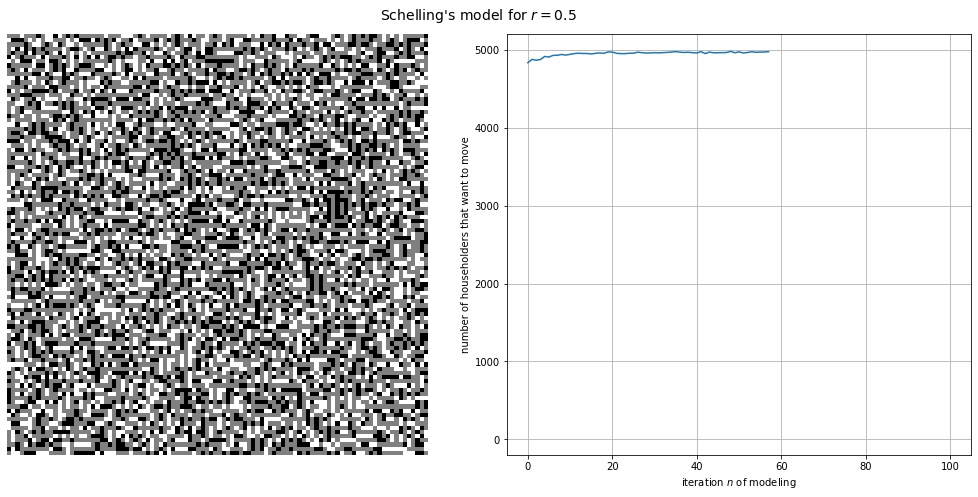 Schelling's model for r = 0.5
number of householders that want to move
5000
4000
3000
2000
1000
0
0 20 40 60 80 100
iteration n of modeling